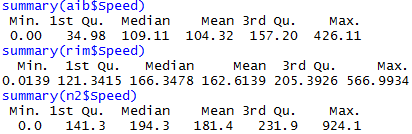 summary(aib$Speed)
Min. 1st Qu. Median Mean 3rd Qu. Max.
0.00 34.98 109.11 104.32 157.20 426.11
summary(rim$Speed)
Min. 1st Qu. Median Mean 3rd Qu. Max.
0.0139 121.3415 166.3478 162.6139 205.3926 566.9934
summary(n2$Speed)
Min. 1st Qu. Median Mean 3rd Qu. Max.
0.0 141.3 194.3 181.4 231.9 924.1